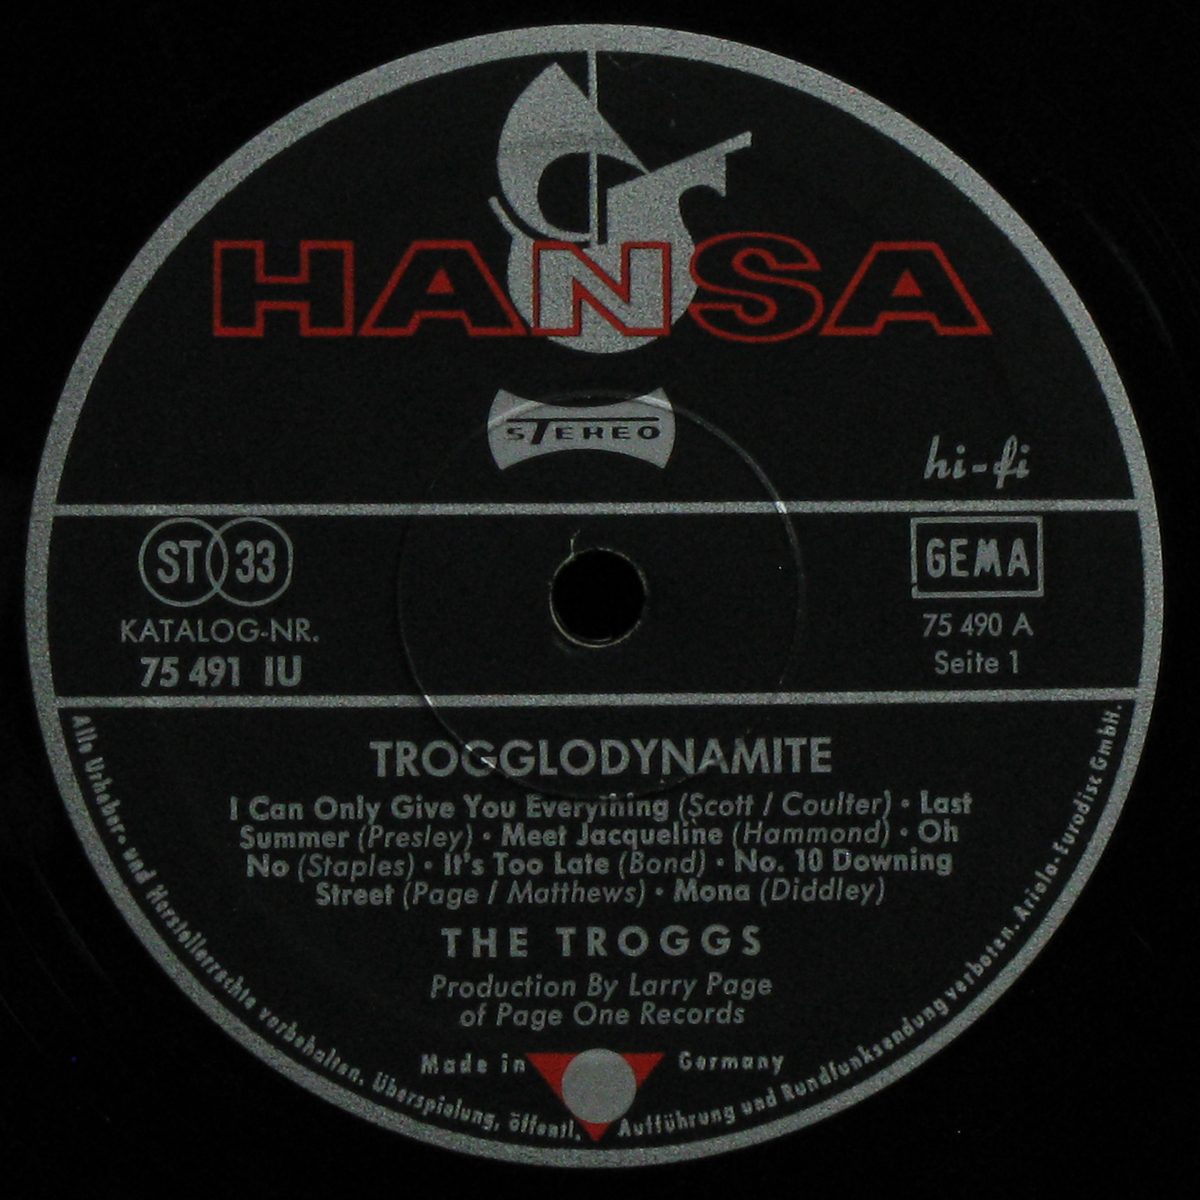 HANSA
STEREO
hi-fi
ST 33
GEMA
KATALOG-NR.
75 491 IU
75 490 A
Seite 1
TROGGLODYNAMITE
I Can Only Give You Everything (Scott / Coulter) • Last
Summer (Presley) • Meet Jacqueline (Hammond) • Oh
No (Staples) • It's Too Late (Bond) • No. 10 Downing
Street (Page / Matthews) • Mona (Diddley)
THE TROGGS
Production By Larry Page
of Page One Records
Made in Germany
Alle Urheber- und Herstellerrechte vorbehalten. Überspielung, öffentl. Aufführung und Rundfunksendung verboten. Ariola-Eurodisc GmbH.